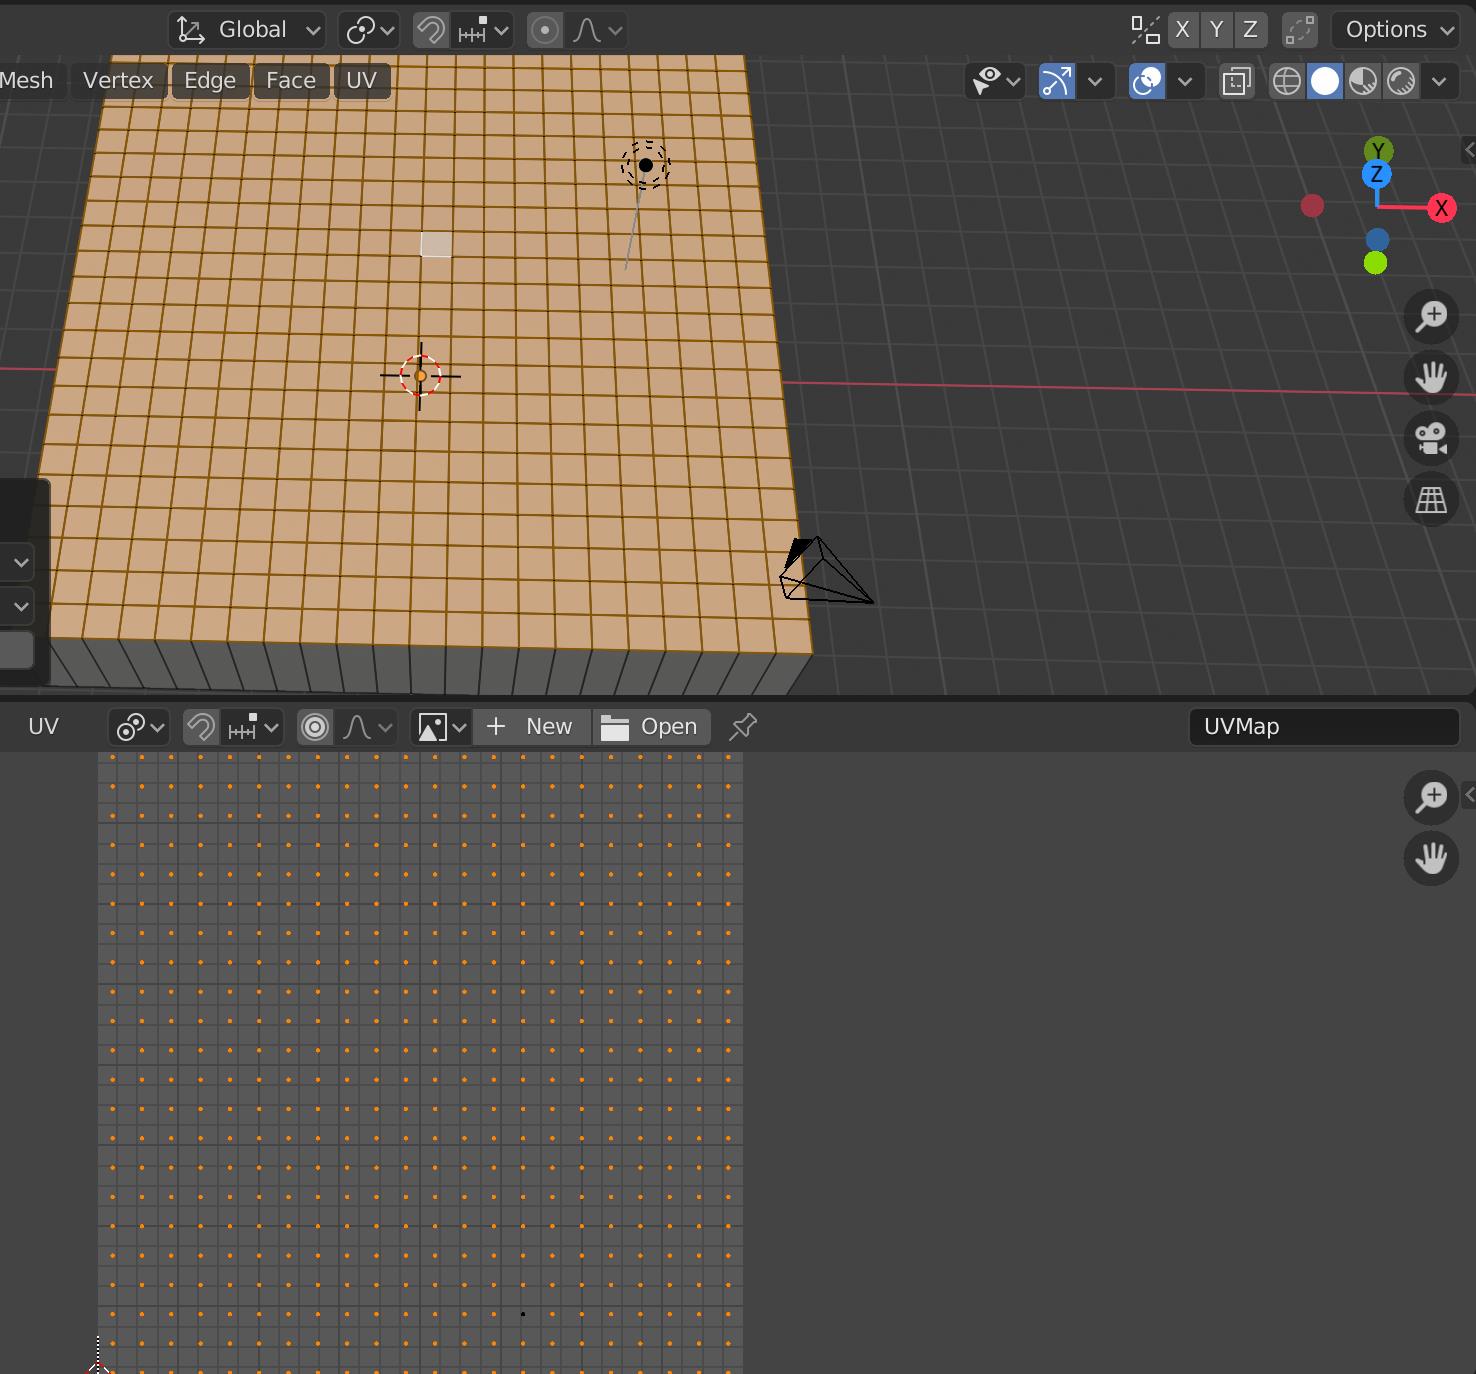 Global
X Y Z Options
Mesh Vertex Edge Face UV
Y
Z
X
UV
New Open
UVMap